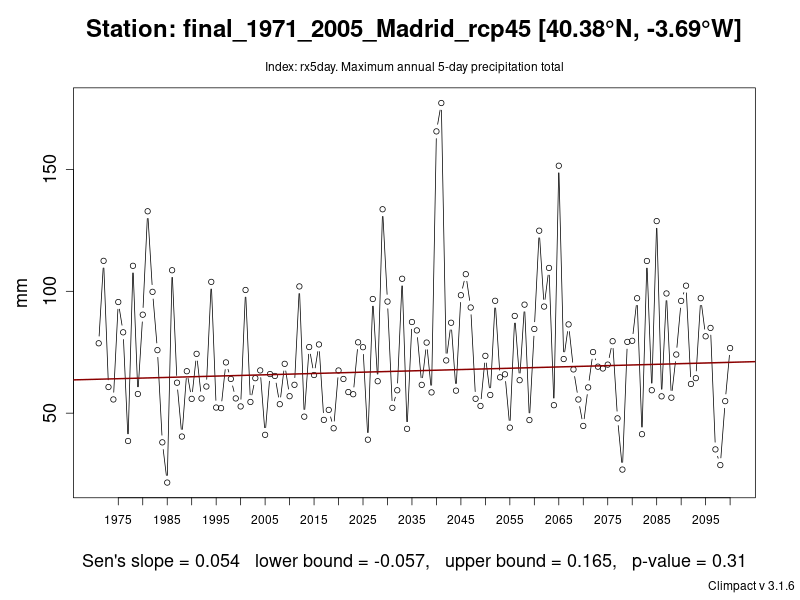 Station: final_1971_2005_Madrid_rcp45 [40.38°N, -3.69°W]
Index: rx5day. Maximum annual 5-day precipitation total
150
100
50
mm
1975 1985 1995 2005 2015 2025 2035 2045 2055 2065 2075 2085 2095
Sen's slope = 0.054 lower bound = -0.057, upper bound = 0.165, p-value = 0.31
Climpact v 3.1.6